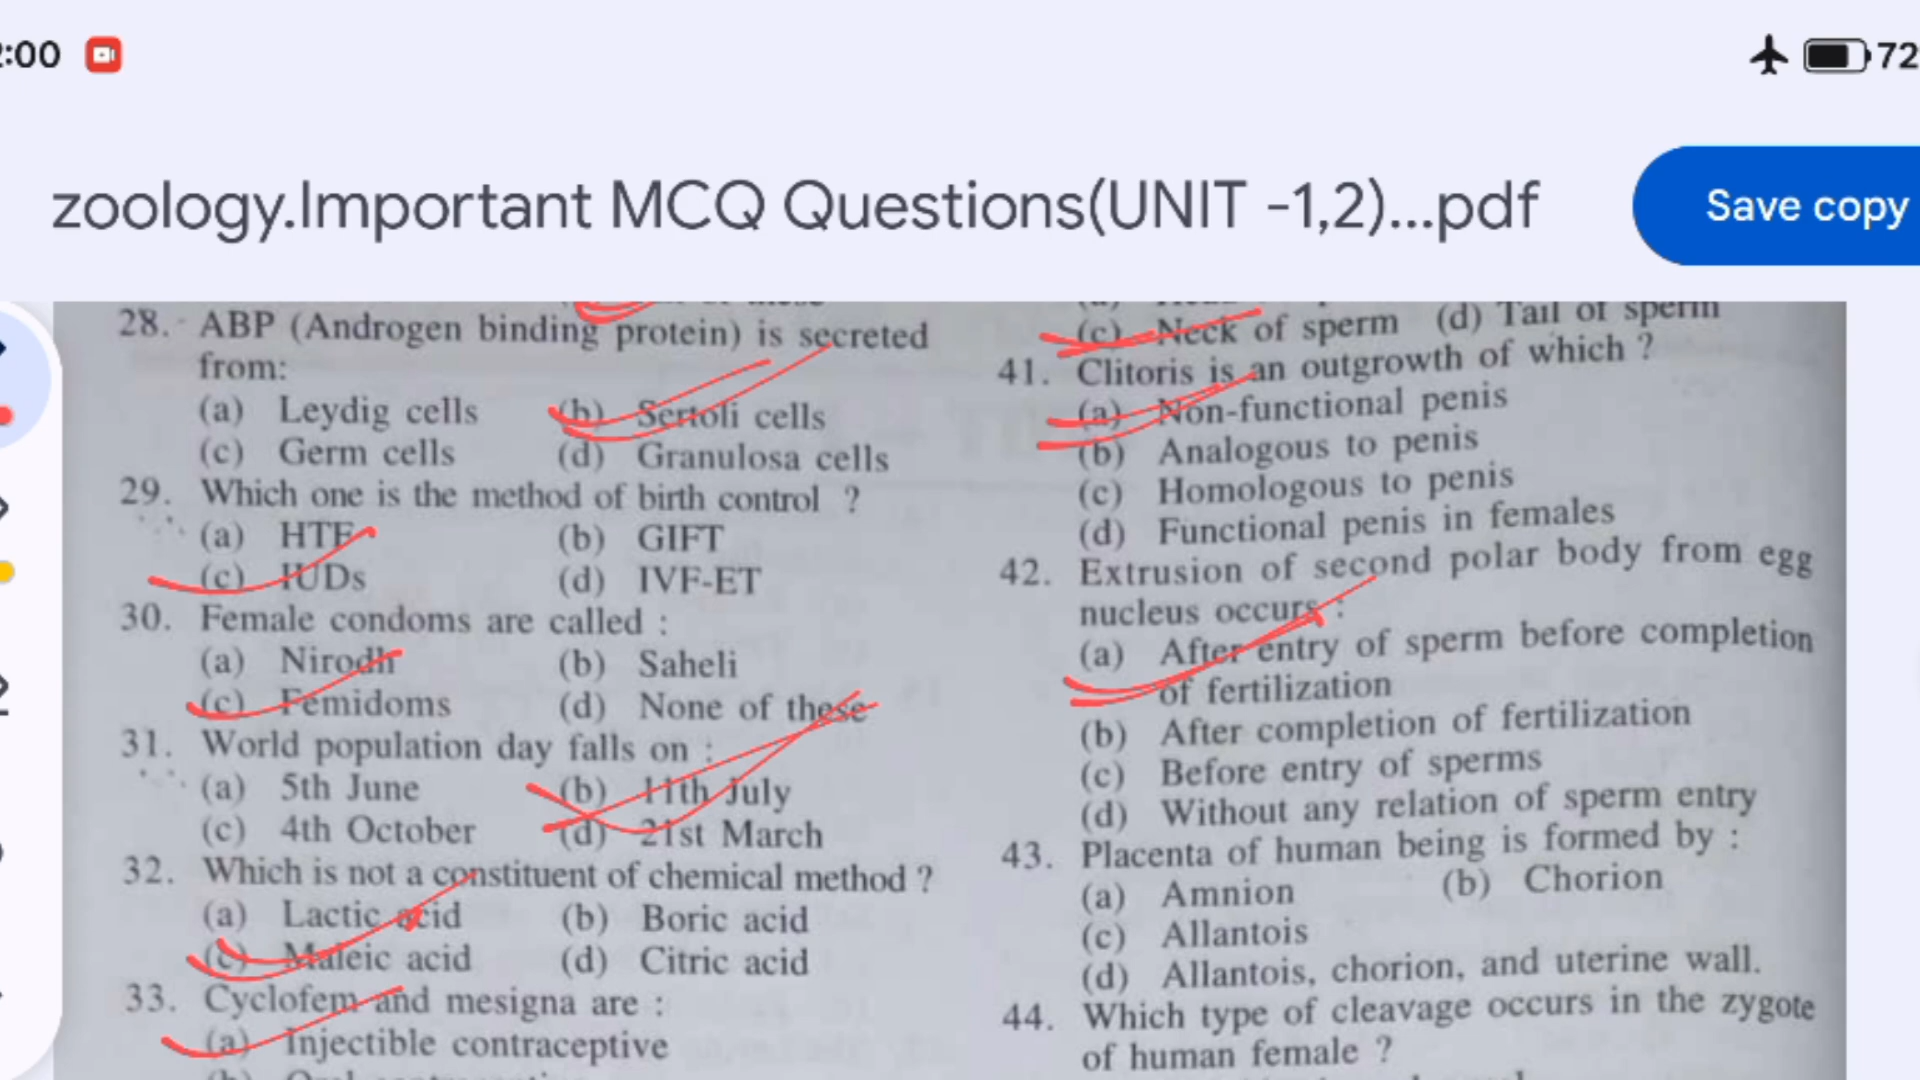 2:00
72
zoology.Important MCQ Questions(UNIT -1,2)...pdf
Save copy
28. ABP (Androgen binding protein) is secreted
from:
(a) Leydig cells (b) Sertoli cells
(c) Germ cells (d) Granulosa cells
29. Which one is the method of birth control ?
(a) HTF (b) GIFT
(c) IUDs (d) IVF-ET
30. Female condoms are called :
(a) Nirodh (b) Saheli
(c) Femidoms (d) None of these
31. World population day falls on :
(a) 5th June (b) 11th July
(c) 4th October (d) 21st March
32. Which is not a constituent of chemical method ?
(a) Lactic acid (b) Boric acid
(c) Maleic acid (d) Citric acid
33. Cyclofem and mesigna are :
(a) Injectible contraceptive
(c) Neck of sperm (d) Tail of sperm
41. Clitoris is an outgrowth of which ?
(a) Non-functional penis
(b) Analogous to penis
(c) Homologous to penis
(d) Functional penis in females
42. Extrusion of second polar body from egg
nucleus occurs :
(a) After entry of sperm before completion
of fertilization
(b) After completion of fertilization
(c) Before entry of sperms
(d) Without any relation of sperm entry
43. Placenta of human being is formed by :
(a) Amnion (b) Chorion
(c) Allantois
(d) Allantois, chorion, and uterine wall.
44. Which type of cleavage occurs in the zygote
of human female ?